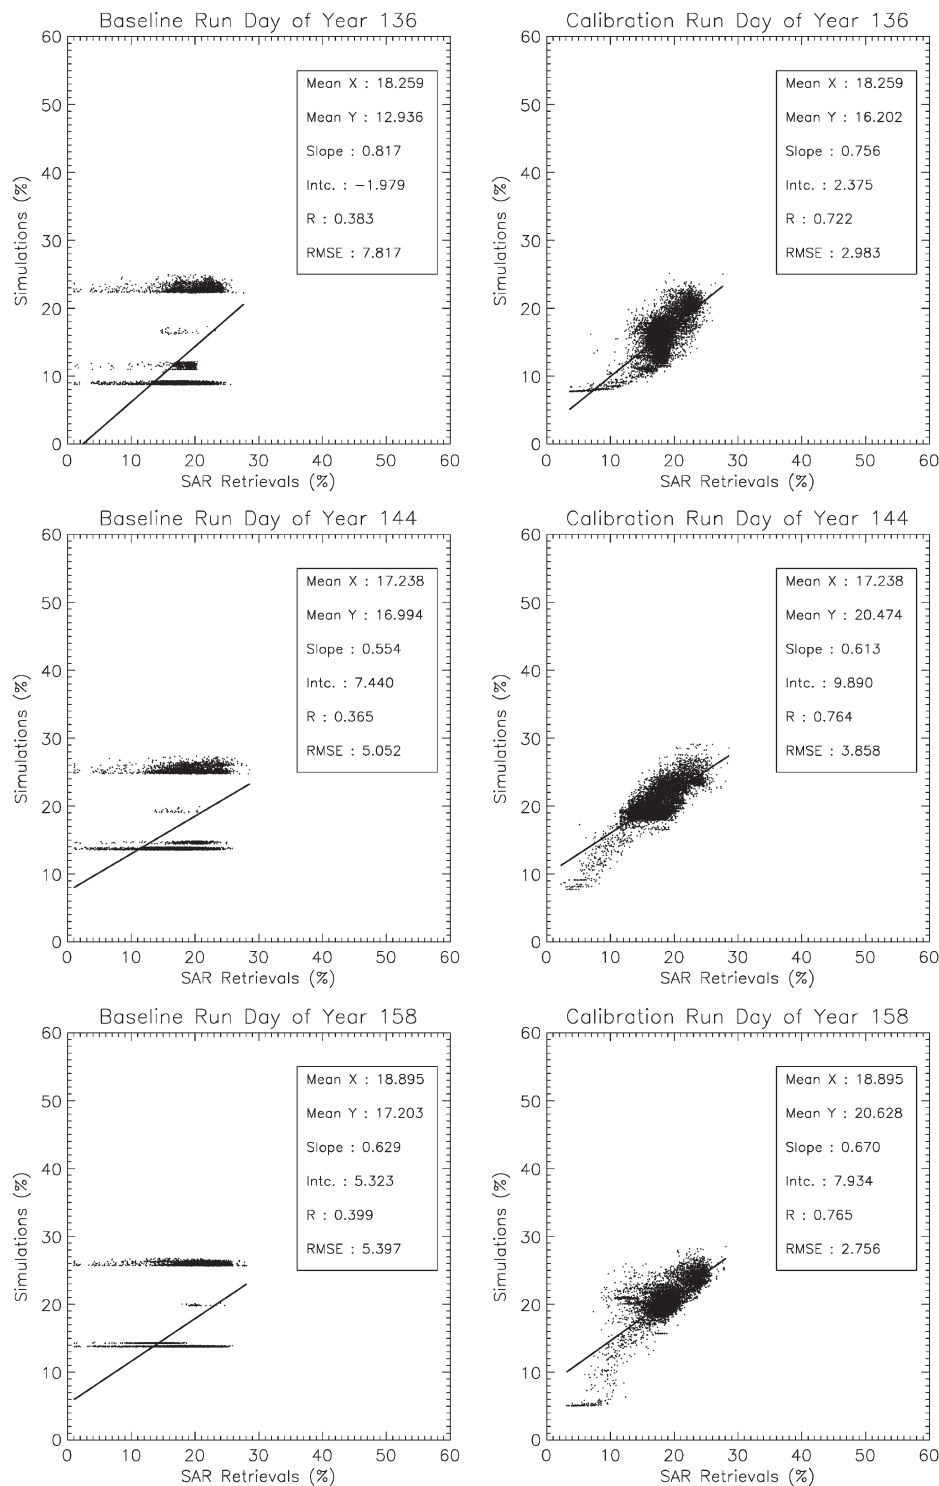 Baseline Run Day of Year 136
60
50
40
30
20
10
0
Simulations (%)
Mean X : 18.259
Mean Y : 12.936
Slope : 0.817
Intc. : −1.979
R : 0.383
RMSE : 7.817
0 10 20 30 40 50 60
SAR Retrievals (%)
Calibration Run Day of Year 136
60
50
40
30
20
10
0
Simulations (%)
Mean X : 18.259
Mean Y : 16.202
Slope : 0.756
Intc. : 2.375
R : 0.722
RMSE : 2.983
0 10 20 30 40 50 60
SAR Retrievals (%)
Baseline Run Day of Year 144
60
50
40
30
20
10
0
Simulations (%)
Mean X : 17.238
Mean Y : 16.994
Slope : 0.554
Intc. : 7.440
R : 0.365
RMSE : 5.052
0 10 20 30 40 50 60
SAR Retrievals (%)
Calibration Run Day of Year 144
60
50
40
30
20
10
0
Simulations (%)
Mean X : 17.238
Mean Y : 20.474
Slope : 0.613
Intc. : 9.890
R : 0.764
RMSE : 3.858
0 10 20 30 40 50 60
SAR Retrievals (%)
Baseline Run Day of Year 158
60
50
40
30
20
10
0
Simulations (%)
Mean X : 18.895
Mean Y : 17.203
Slope : 0.629
Intc. : 5.323
R : 0.399
RMSE : 5.397
0 10 20 30 40 50 60
SAR Retrievals (%)
Calibration Run Day of Year 158
60
50
40
30
20
10
0
Simulations (%)
Mean X : 18.895
Mean Y : 20.628
Slope : 0.670
Intc. : 7.934
R : 0.765
RMSE : 2.756
0 10 20 30 40 50 60
SAR Retrievals (%)